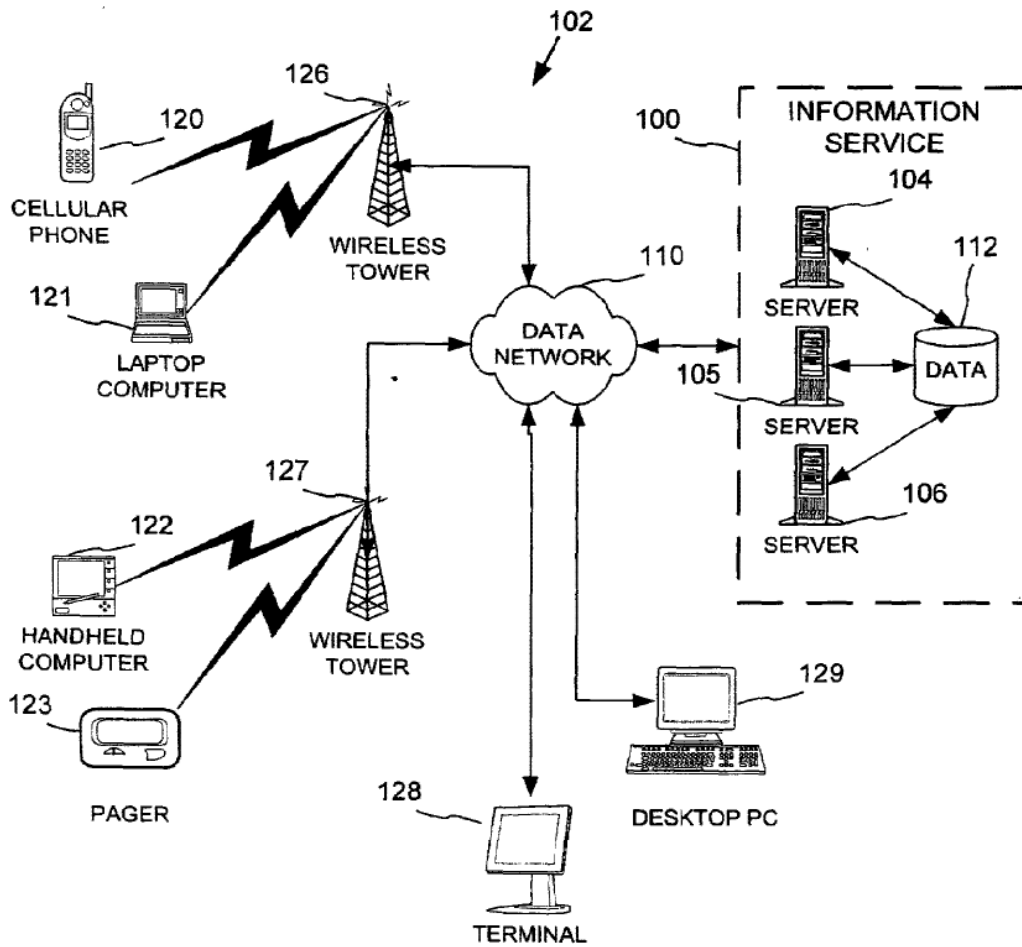 102
126
120
CELLULAR
PHONE
WIRELESS
TOWER
121
LAPTOP
COMPUTER
110
DATA
NETWORK
100
INFORMATION
SERVICE
104
SERVER
112
DATA
105
SERVER
106
SERVER
127
122
HANDHELD
COMPUTER
WIRELESS
TOWER
123
PAGER
129
DESKTOP PC
128
TERMINAL